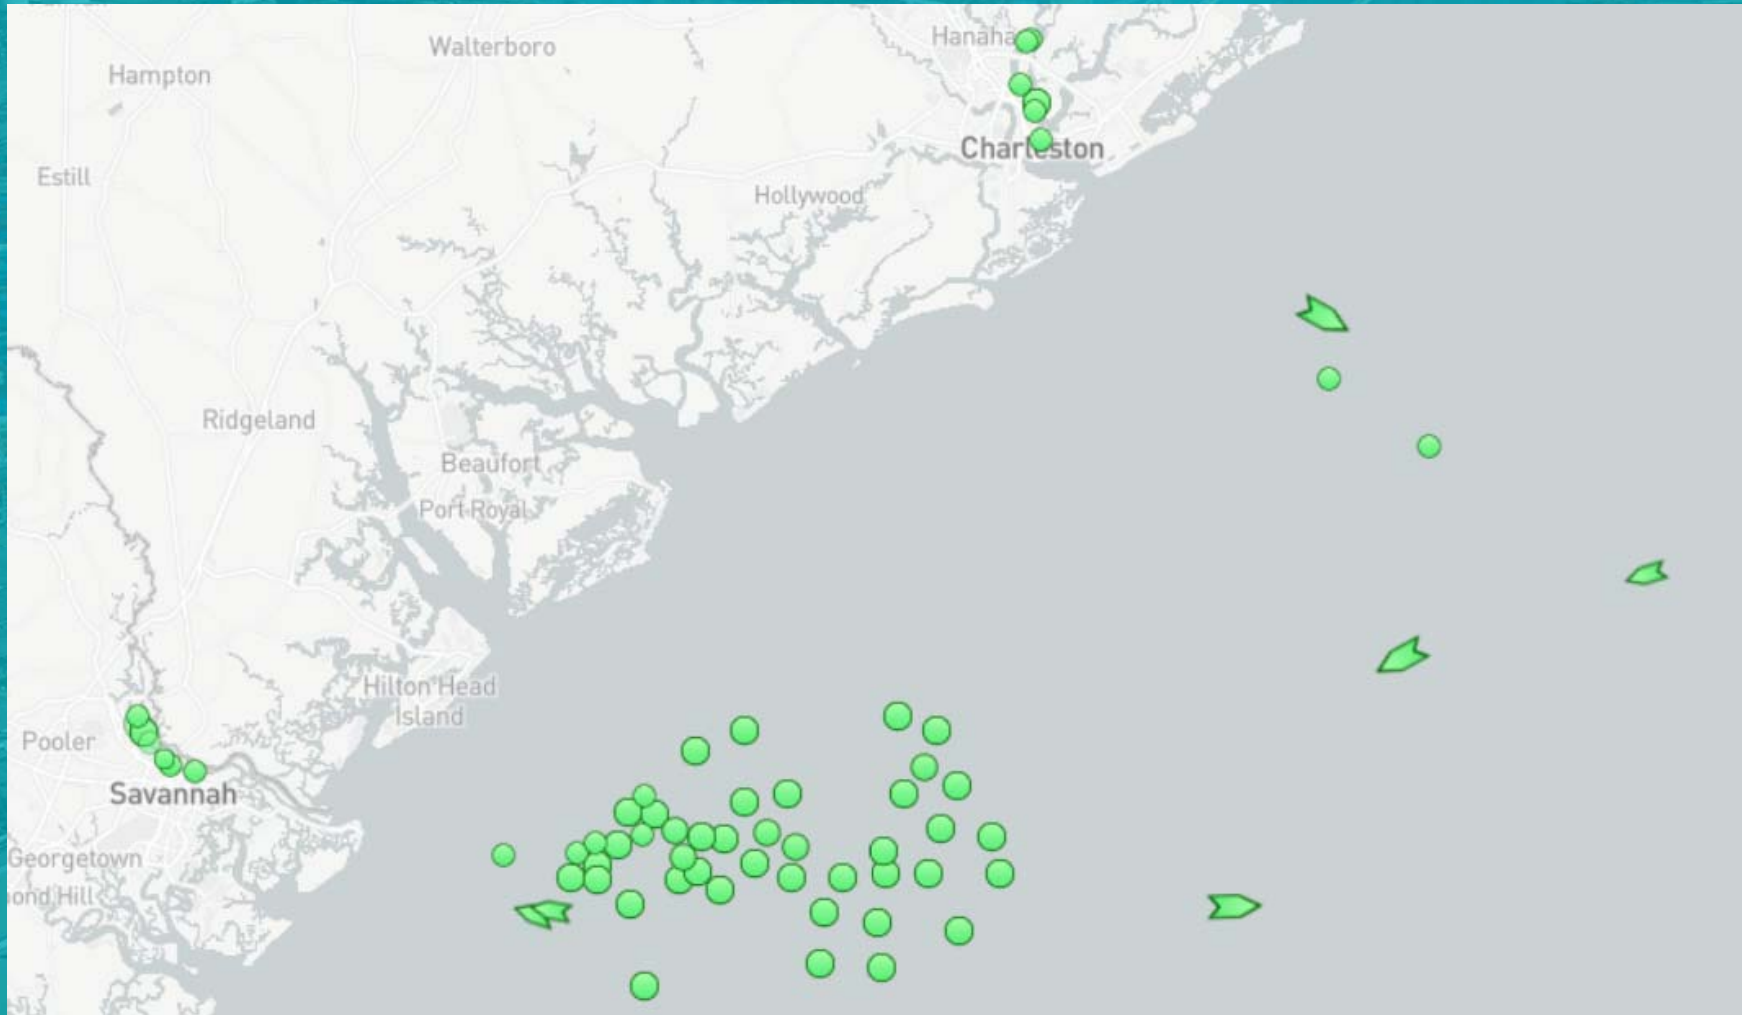 Walterboro
Hanaha
Hampton
Charleston
Estill
Hollywood
Ridgeland
Beaufort
Port Royal
Hilton Head
Island
Pooler
Savannah
Georgetown
ond Hill